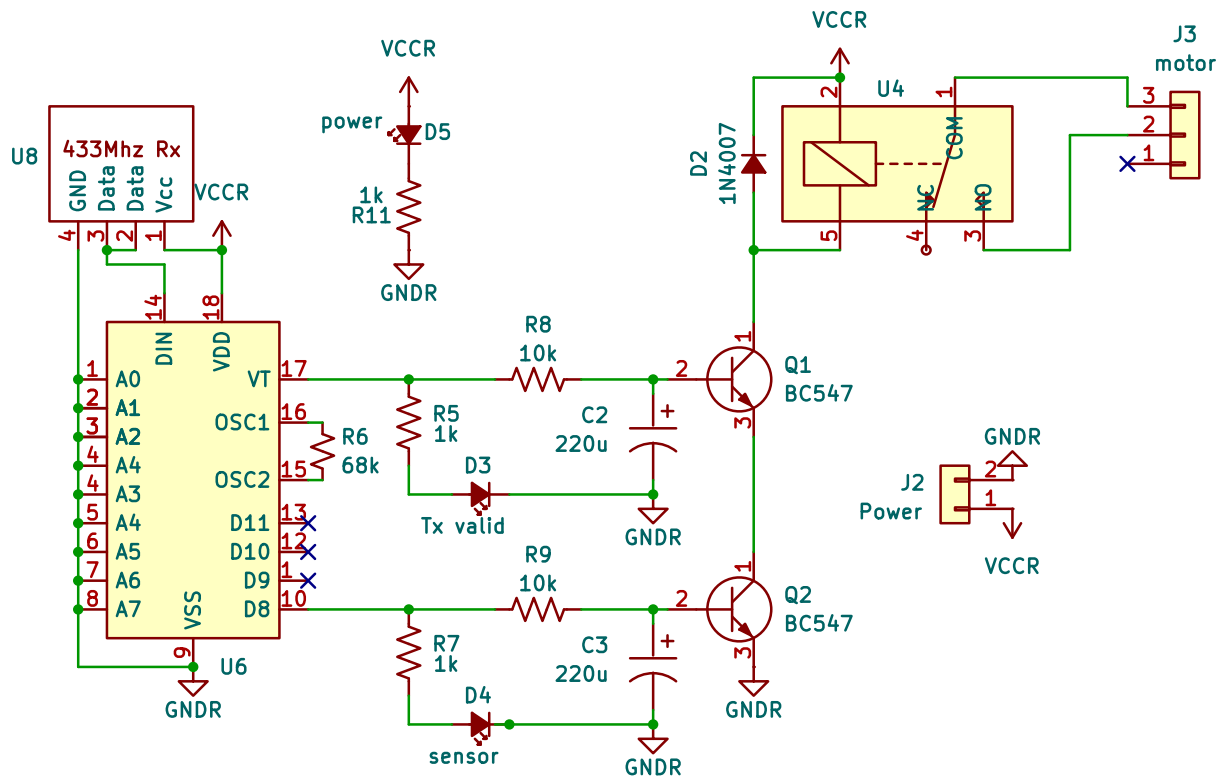 VCCR
J3
motor
VCCR
power
D5
1k
R11
GNDR
U8
433Mhz Rx
GND
Data
Data
Vcc
4
3
2
1
VCCR
D2
1N4007
U4
2
1
COM
NC
NO
5
4
3
3
2
1
14
18
DIN
VDD
1
A0
2
A1
3
A2
4
A4
4
A3
5
A4
6
A5
7
A6
8
A7
VT
17
OSC1
16
OSC2
15
D11
13
D10
12
D9
1
D8
10
VSS
9
U6
GNDR
R6
68k
R8
10k
R5
1k
D3
Tx valid
C2
220u
+
GNDR
2
1
3
Q1
BC547
R9
10k
R7
1k
D4
sensor
C3
220u
+
GNDR
2
1
3
Q2
BC547
GNDR
GNDR
J2
Power
2
1
VCCR